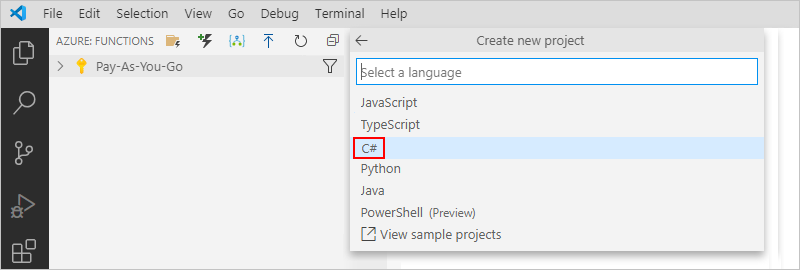 File Edit Selection View Go Debug Terminal Help
AZURE: FUNCTIONS
Pay-As-You-Go
Create new project
Select a language
JavaScript
TypeScript
C#
Python
Java
PowerShell (Preview)
View sample projects